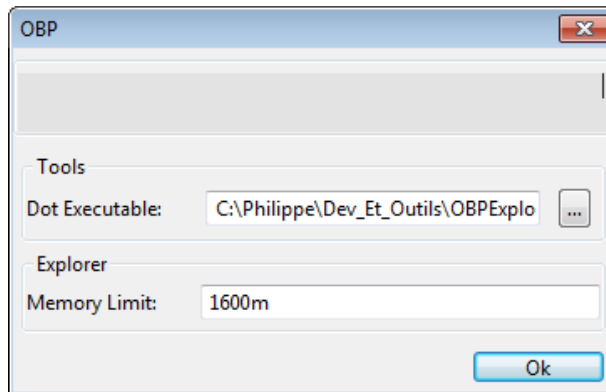 OBP
Tools
Dot Executable: C:\Philippe\Dev_Et_Outils\OBPExplo ...
Explorer
Memory Limit: 1600m
Ok